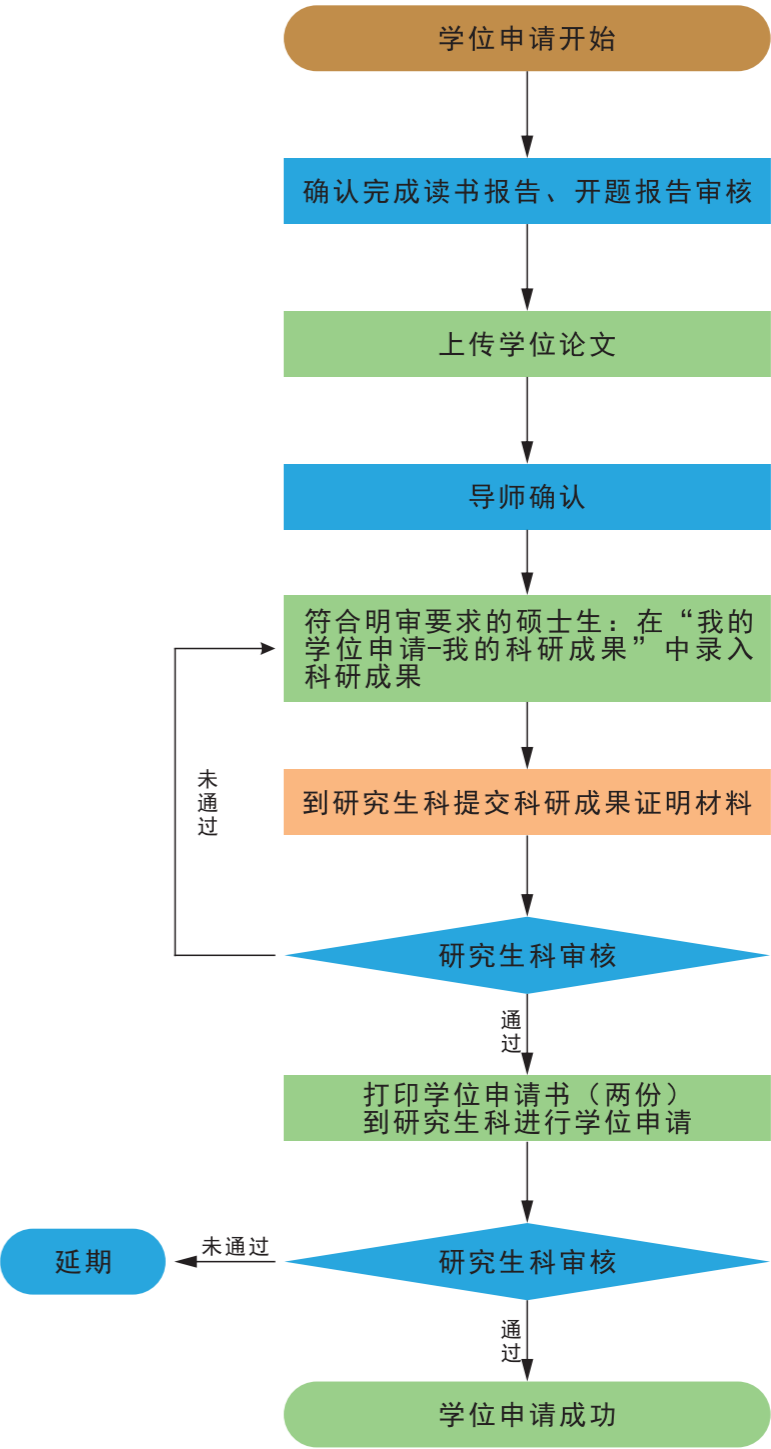 学位申请开始
确认完成读书报告、开题报告审核
上传学位论文
导师确认
符合明审要求的硕士生：在“我的
学位申请-我的科研成果”中录入
科研成果
未通过
到研究生科提交科研成果证明材料
研究生科审核
通过
打印学位申请书（两份）
到研究生科进行学位申请
延期
未通过
研究生科审核
通过
学位申请成功